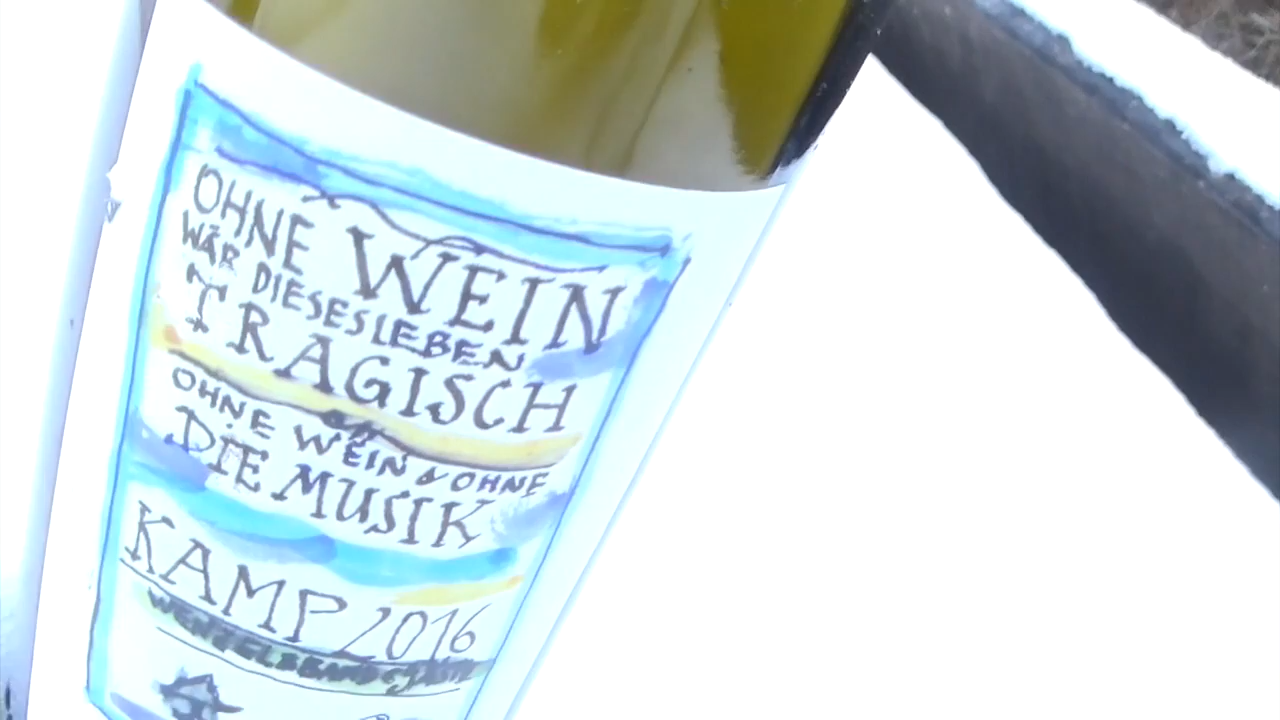 OHNE WEIN
WÄR DIESES LEBEN
TRAGISCH
OHNE WEIN & OHNE
DIE MUSIK
KAMP 2016